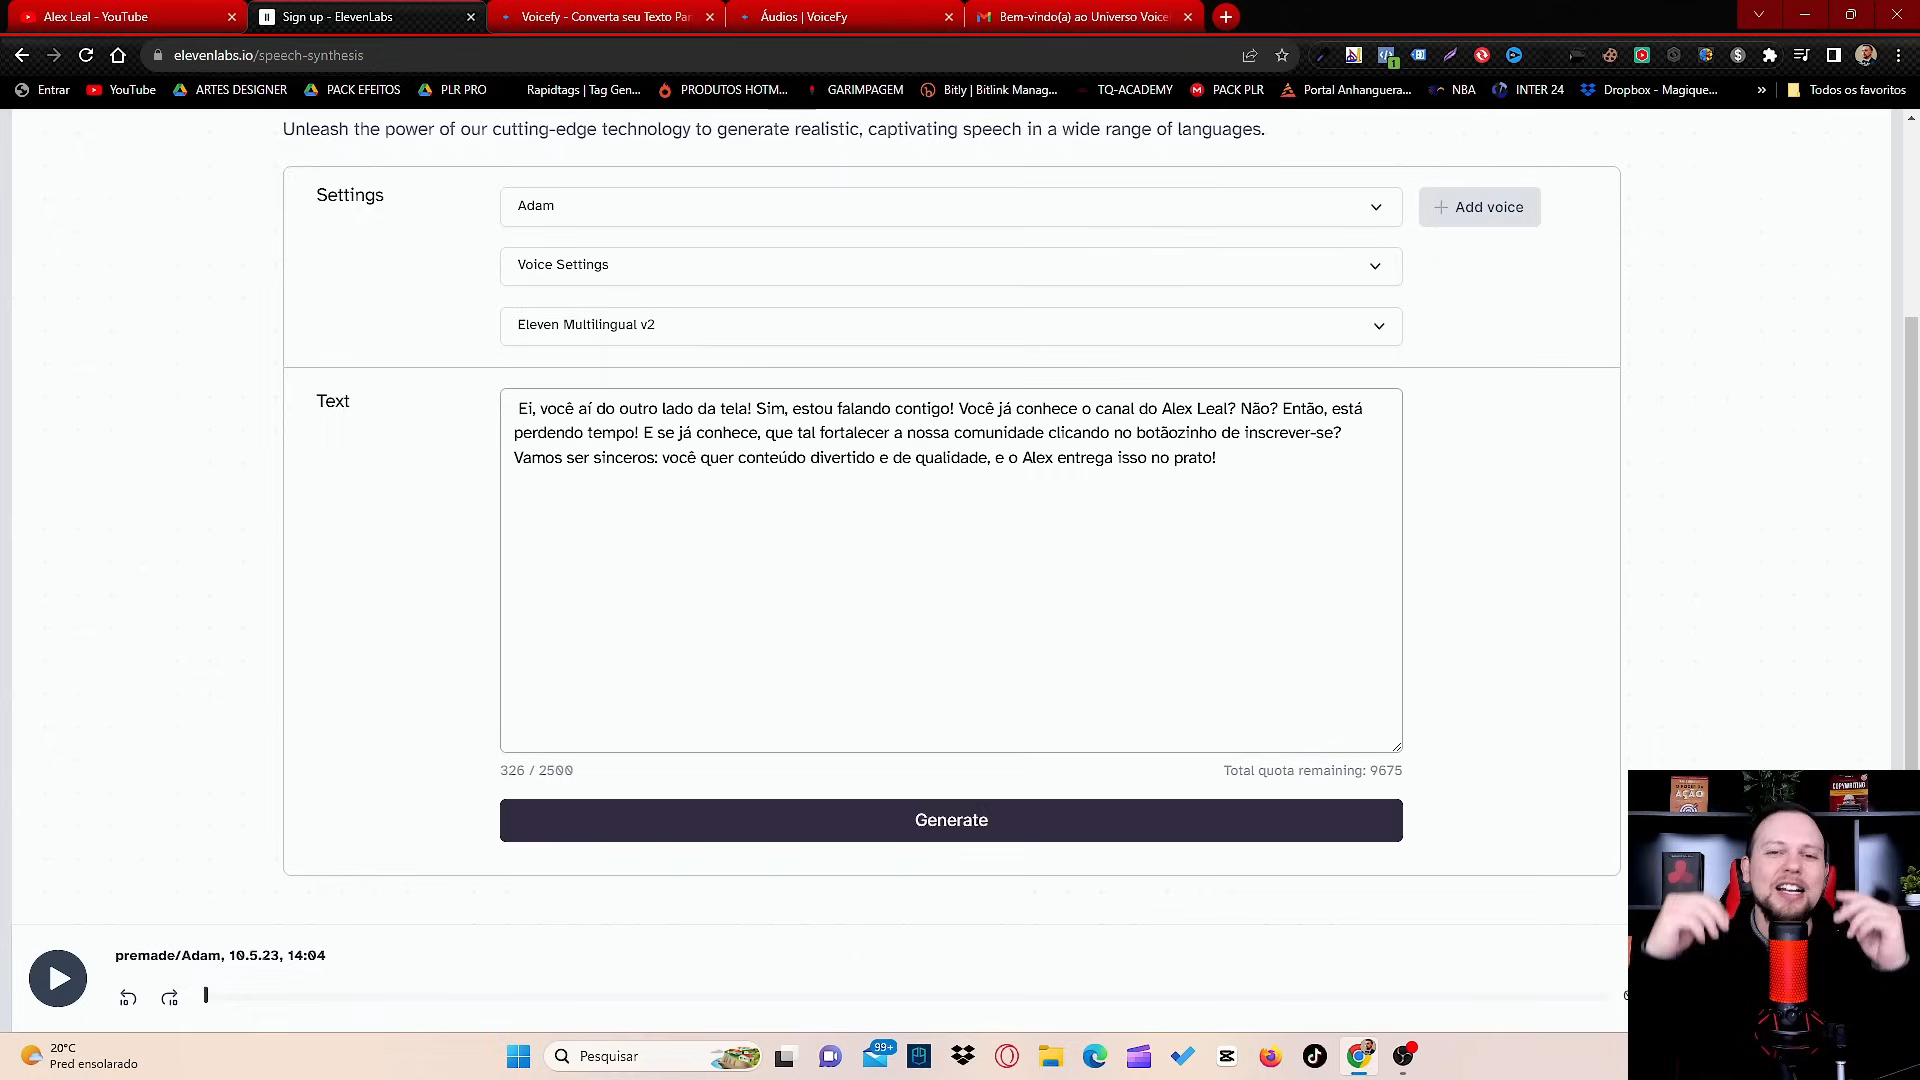 Alex Leal - YouTube
Sign up - ElevenLabs
Voicefy - Converta seu Texto Par
Áudios | VoiceFy
Bem-vindo(a) ao Universo Voice
elevenlabs.io/speech-synthesis
Entrar
YouTube
ARTES DESIGNER
PACK EFEITOS
PLR PRO
Rapidtags | Tag Gen...
PRODUTOS HOTM...
GARIMPAGEM
Bitly | Bitlink Manag...
TQ-ACADEMY
PACK PLR
Portal Anhanguera...
NBA
INTER 24
Dropbox - Magique...
»
Todos os favoritos
Unleash the power of our cutting-edge technology to generate realistic, captivating speech in a wide range of languages.
Settings
Adam
+ Add voice
Voice Settings
Eleven Multilingual v2
Text
Ei, você aí do outro lado da tela! Sim, estou falando contigo! Você já conhece o canal do Alex Leal? Não? Então, está
perdendo tempo! E se já conhece, que tal fortalecer a nossa comunidade clicando no botãozinho de inscrever-se?
Vamos ser sinceros: você quer conteúdo divertido e de qualidade, e o Alex entrega isso no prato!
326 / 2500
Total quota remaining: 9675
Generate
premade/Adam, 10.5.23, 14:04
10
10
AÇÃO
COPYWRITING
20°C
Pred ensolarado
Pesquisar
99+